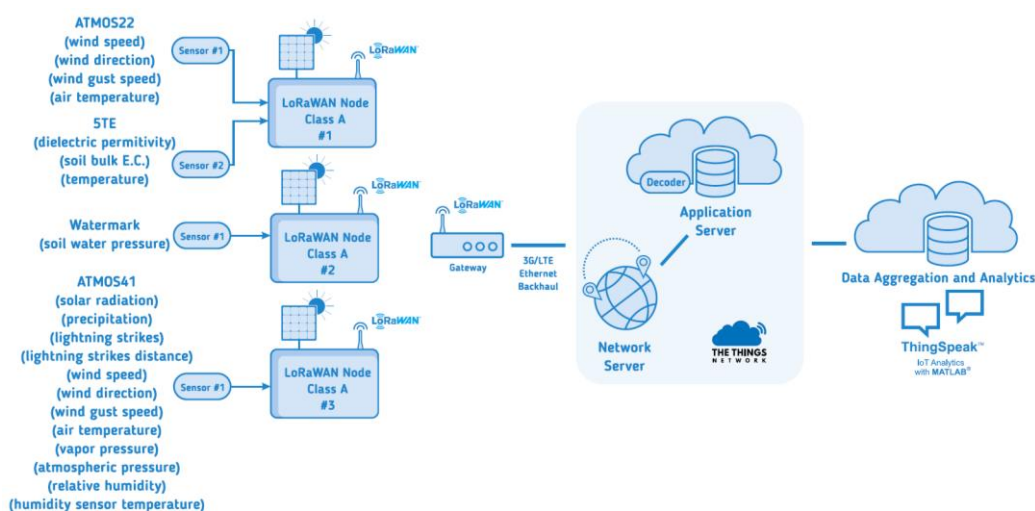 ATMOS22
(wind speed)
(wind direction)
(wind gust speed)
(air temperature)
Sensor #1
5TE
(dielectric permitivity)
(soil bulk E.C.)
(temperature)
Sensor #2
LoRaWAN
LoRaWAN Node
Class A
#1
Watermark
(soil water pressure)
Sensor #1
LoRaWAN
LoRaWAN Node
Class A
#2
ATMOS41
(solar radiation)
(precipitation)
(lightning strikes)
(lightning strikes distance)
(wind speed)
(wind direction)
(wind gust speed)
(air temperature)
(vapor pressure)
(atmospheric pressure)
(relative humidity)
(humidity sensor temperature)
Sensor #1
LoRaWAN
LoRaWAN Node
Class A
#3
LoRaWAN
Gateway
3G/LTE
Ethernet
Backhaul
Decoder
Application
Server
Network
Server
THE THINGS
NETWORK
Data Aggregation and Analytics
ThingSpeak™
IoT Analytics
with MATLAB®